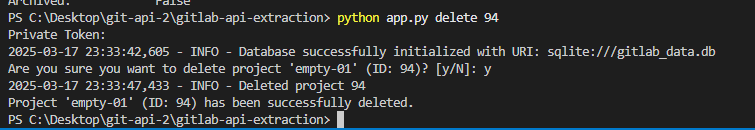 Archived: False
PS C:\Desktop\git-api-2\gitlab-api-extraction> python app.py delete 94
Private Token:
2025-03-17 23:33:42,605 - INFO - Database successfully initialized with URI: sqlite:///gitlab_data.db
Are you sure you want to delete project 'empty-01' (ID: 94)? [y/N]: y
2025-03-17 23:33:47,433 - INFO - Deleted project 94
Project 'empty-01' (ID: 94) has been successfully deleted.
PS C:\Desktop\git-api-2\gitlab-api-extraction>